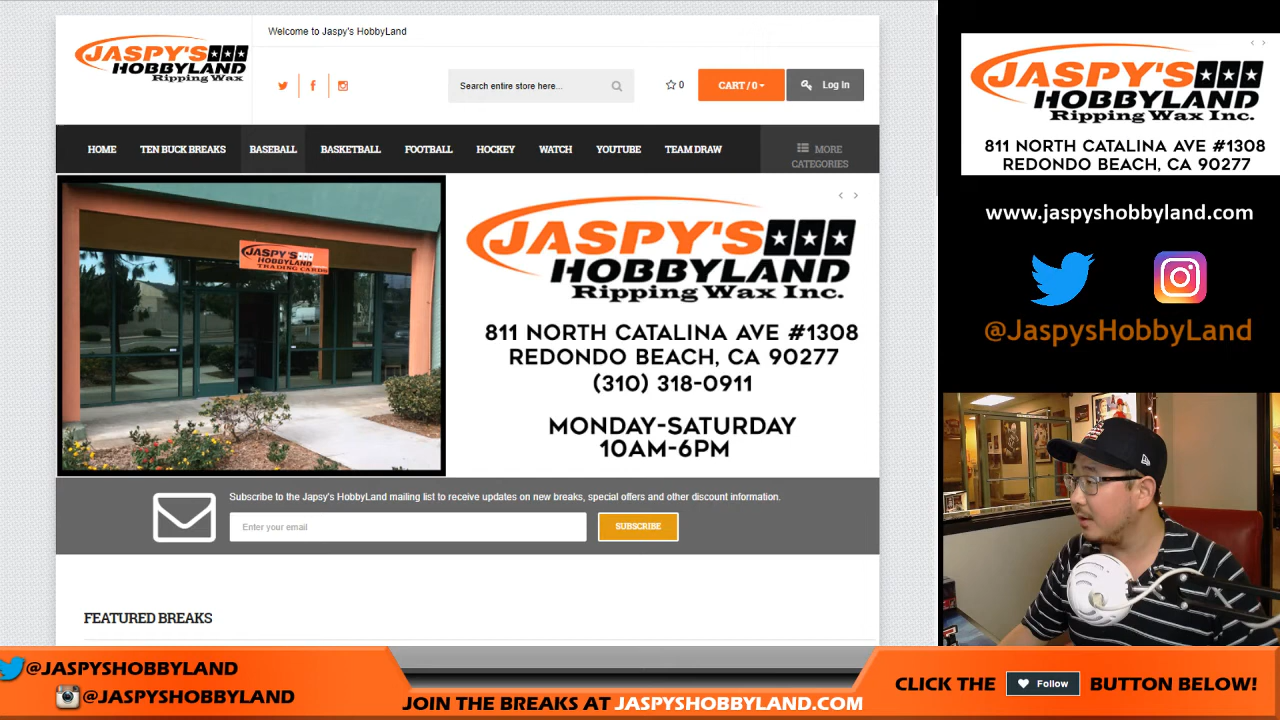 JASPY'S
HOBBYLAND
Ripping Wax
Welcome to Jaspy's HobbyLand
Search entire store here...
0
CART / 0
Log In
HOME
TEN BUCK BREAKS
BASEBALL
BASKETBALL
FOOTBALL
HOCKEY
WATCH
YOUTUBE
TEAM DRAW
MORE
CATEGORIES
JASPY'S
HOBBYLAND
TRADING CARDS
JASPY'S
HOBBYLAND
Ripping Wax Inc.
811 NORTH CATALINA AVE #1308
REDONDO BEACH, CA 90277
(310) 318-0911
MONDAY-SATURDAY
10AM-6PM
Subscribe to the Japsy's HobbyLand mailing list to receive updates on new breaks, special offers and other discount information.
Enter your email
SUBSCRIBE
FEATURED BREAKS
JASPY'S
HOBBYLAND
Ripping Wax Inc.
811 NORTH CATALINA AVE #1308
REDONDO BEACH, CA 90277
www.jaspyshobbyland.com
@JaspysHobbyLand
@JASPYSHOBBYLAND
@JASPYSHOBBYLAND
JOIN THE BREAKS AT JASPYSHOBBYLAND.COM
CLICK THE Follow BUTTON BELOW!